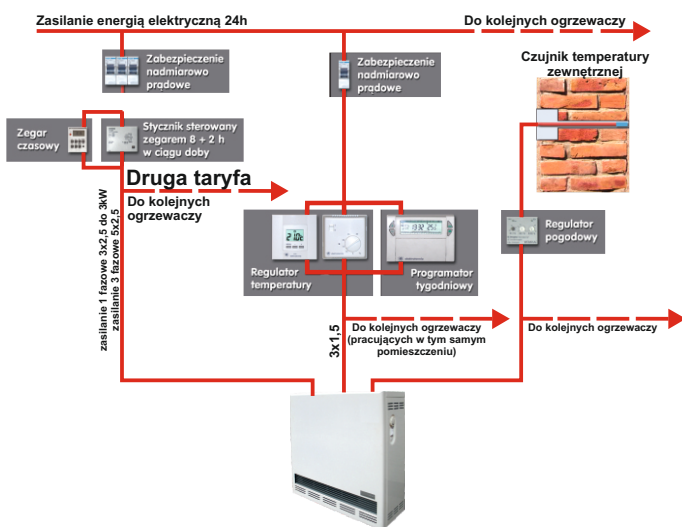 Zasilanie energią elektryczną 24h
Do kolejnych ogrzewaczy
Zabezpieczenie
nadmiarowo
prądowe
Zabezpieczenie
nadmiarowo
prądowe
Czujnik temperatury
zewnętrznej
Zegar
czasowy
Stycznik sterowany
zegarem 8 + 2 h
w ciągu doby
Druga taryfa
Do kolejnych
ogrzewaczy
zasilanie 1 fazowe 3x2,5 do 3kW
zasilanie 3 fazowe 5x2,5
Regulator
temperatury
Programator
tygodniowy
Regulator
pogodowy
3x1,5
Do kolejnych ogrzewaczy
(pracujących w tym samym
pomieszczeniu)
Do kolejnych ogrzewaczy